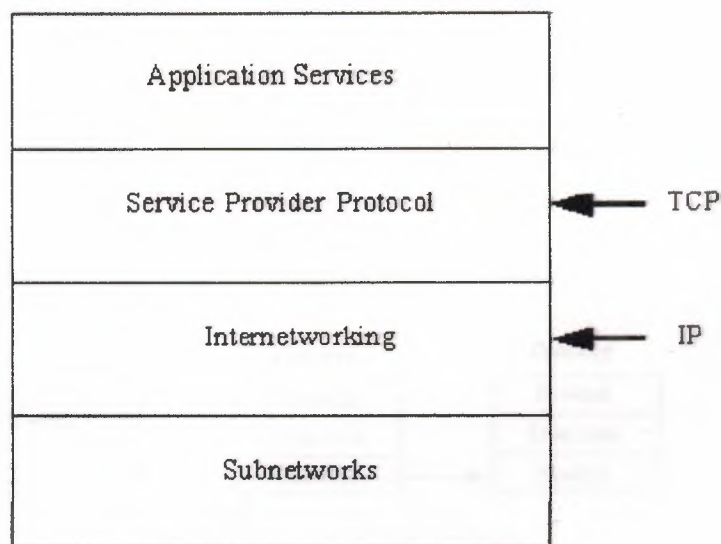 Application Services
Service Provider Protocol
TCP
Internetworking
IP
Subnetworks